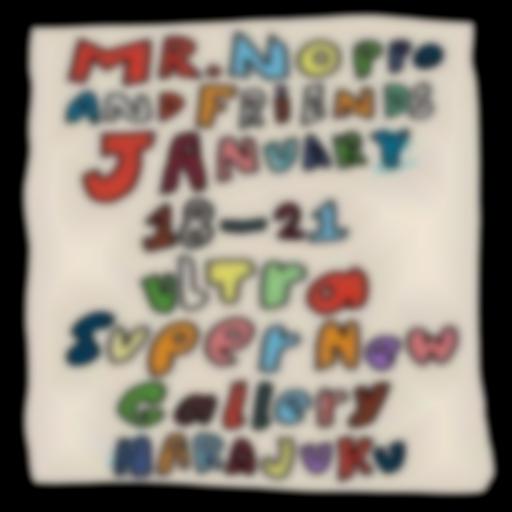 MR. NOPPO
AND FRIENDS
JANUARY
18-21
ULTRA
SUPER NEW
GALLERY
HARAJUKU